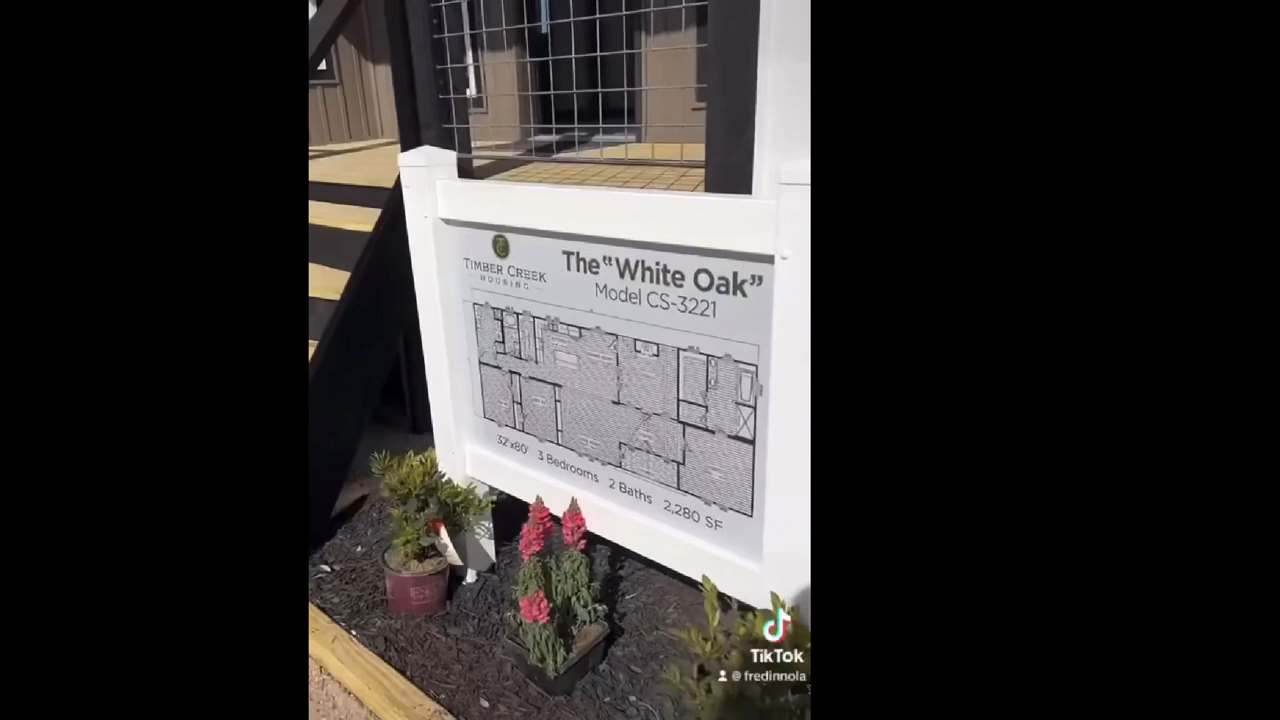 TIMBER CREEK
HOUSING
The "White Oak"
Model CS-3221
32'x80' 3 Bedrooms 2 Baths 2,280 SF
TikTok
@fredinnola